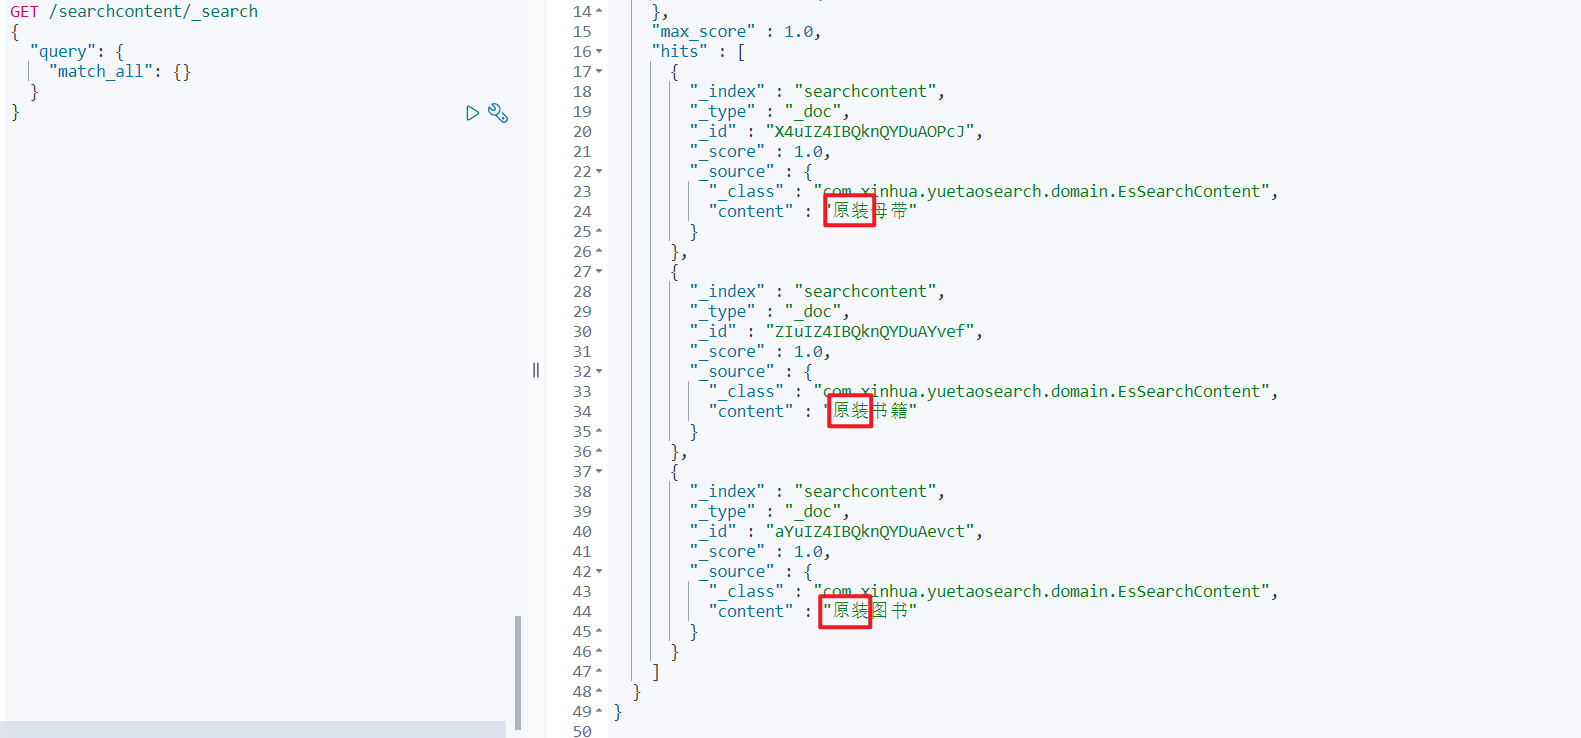 GET /searchcontent/_search
{
"query": {
"match_all": {}
}
}
14 },
15 "max_score" : 1.0,
16 "hits" : [
17 {
18 "_index" : "searchcontent",
19 "_type" : "_doc",
20 "_id" : "X4uIZ4IBQknQYDuAOPcJ",
21 "_score" : 1.0,
22 "_source" : {
23 "_class" : "com.xinhua.yuetaosearch.domain.EsSearchContent",
24 "content" : "原装母带"
25 }
26 },
27 {
28 "_index" : "searchcontent",
29 "_type" : "_doc",
30 "_id" : "ZIuIZ4IBQknQYDuAYvef",
31 "_score" : 1.0,
32 "_source" : {
33 "_class" : "com.xinhua.yuetaosearch.domain.EsSearchContent",
34 "content" : "原装书籍"
35 }
36 },
37 {
38 "_index" : "searchcontent",
39 "_type" : "_doc",
40 "_id" : "aYuIZ4IBQknQYDuAevct",
41 "_score" : 1.0,
42 "_source" : {
43 "_class" : "com.xinhua.yuetaosearch.domain.EsSearchContent",
44 "content" : "原装图书"
45 }
46 }
47 ]
48 }
49 }
50